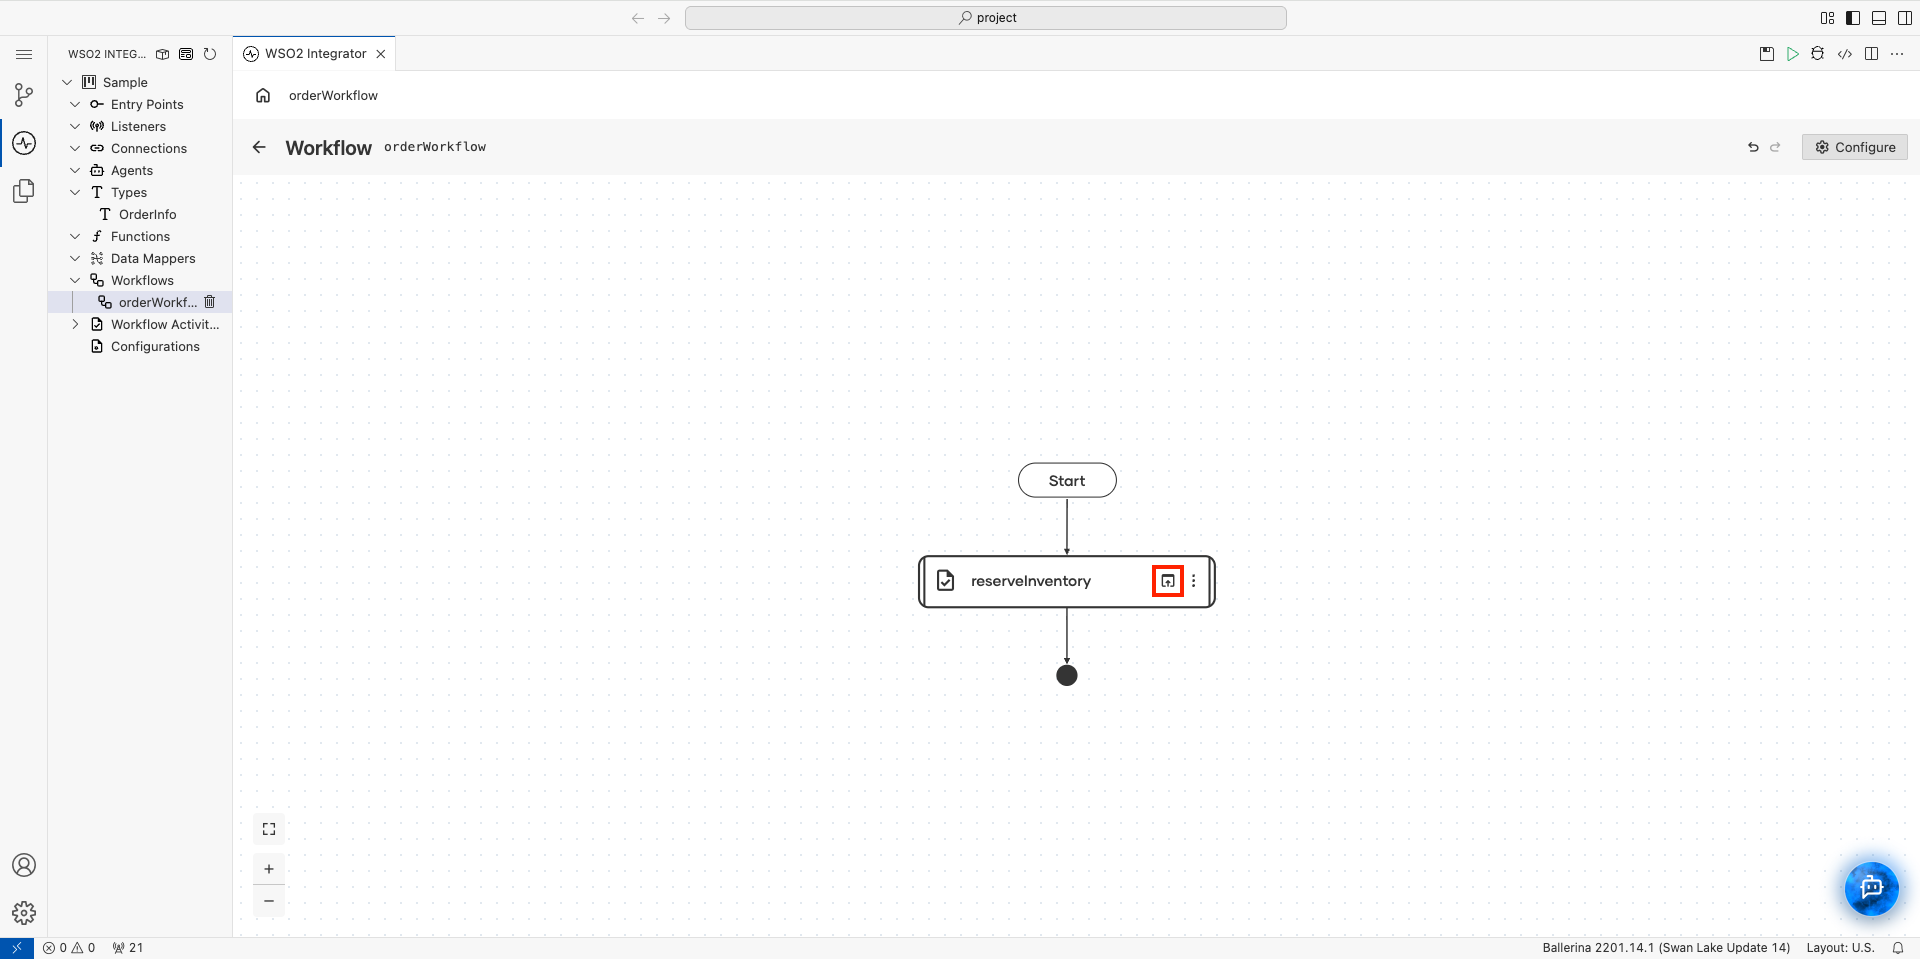 project
WSO2 INTEG...
WSO2 Integrator
Sample
Entry Points
Listeners
Connections
Agents
Types
OrderInfo
Functions
Data Mappers
Workflows
orderWorkf...
Workflow Activit...
Configurations
orderWorkflow
Workflow orderWorkflow
Configure
Start
reserveInventory
0 0 21
Ballerina 2201.14.1 (Swan Lake Update 14) Layout: U.S.